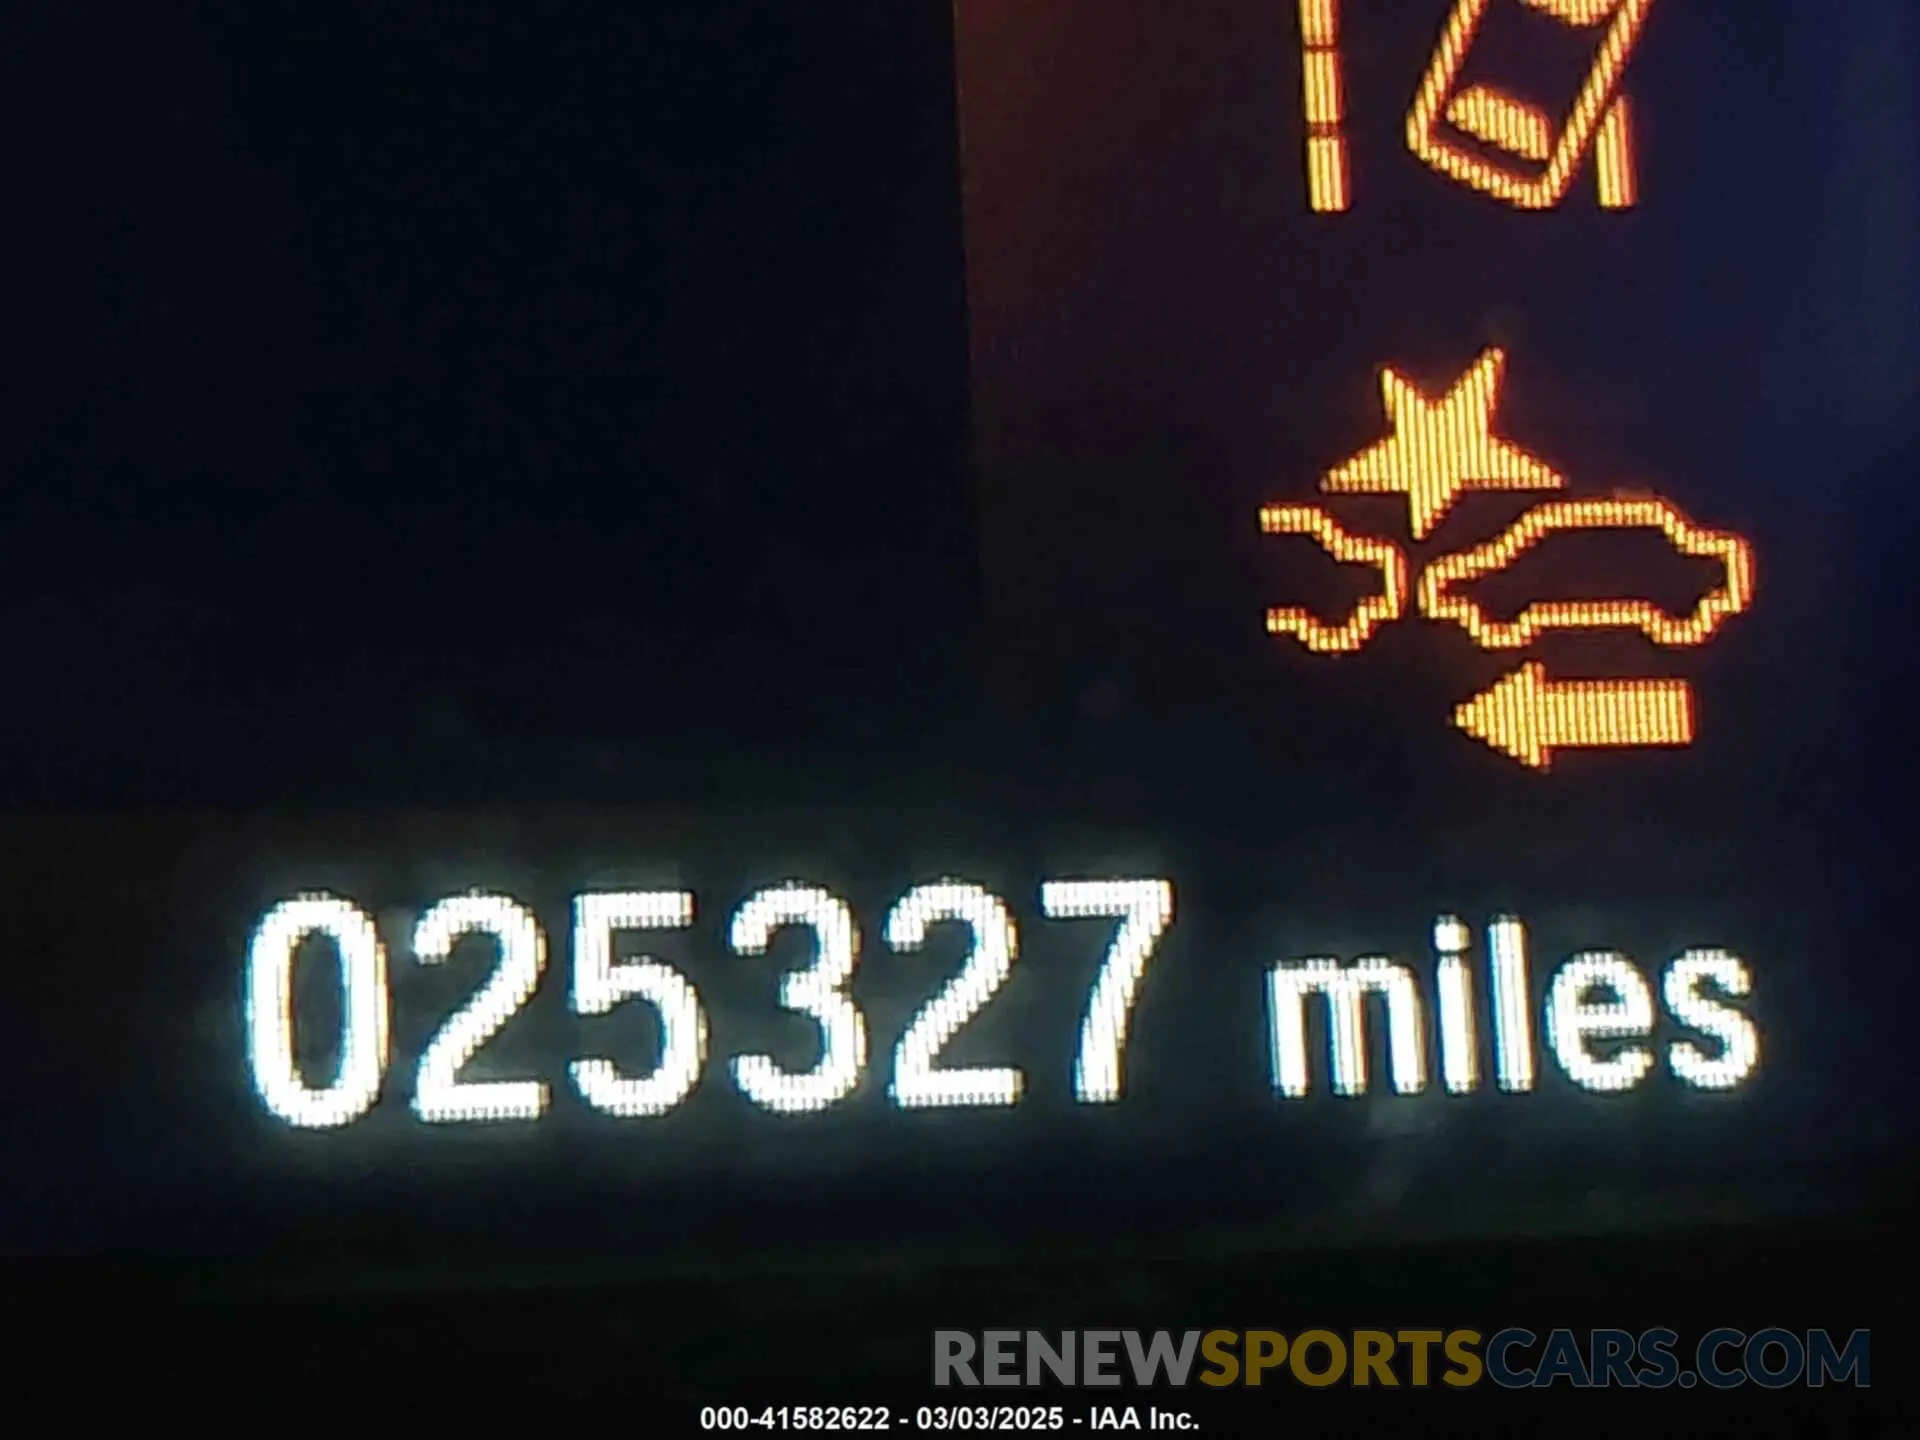 025327 miles
RENEWSPORTSCARS.COM
000-41582622 - 03/03/2025 - IAA Inc.